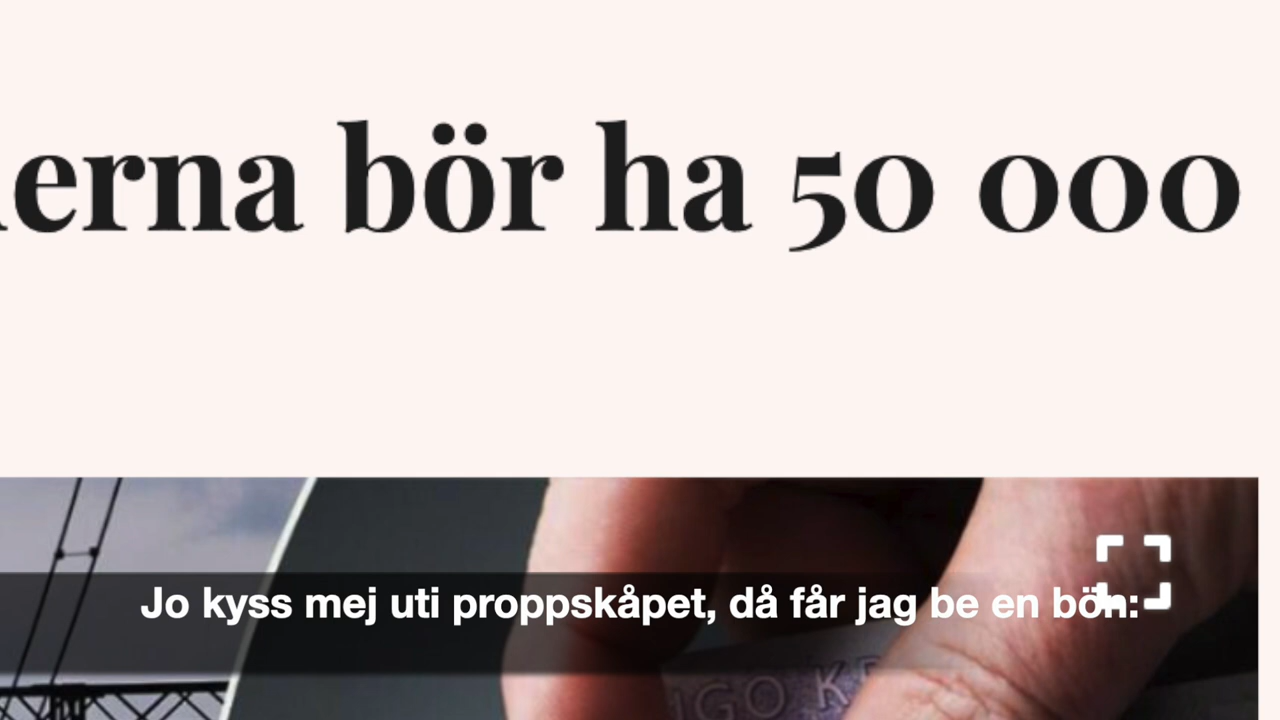 erna bör ha 50 000
Jo kyss mej uti proppskåpet, då får jag be en bön: